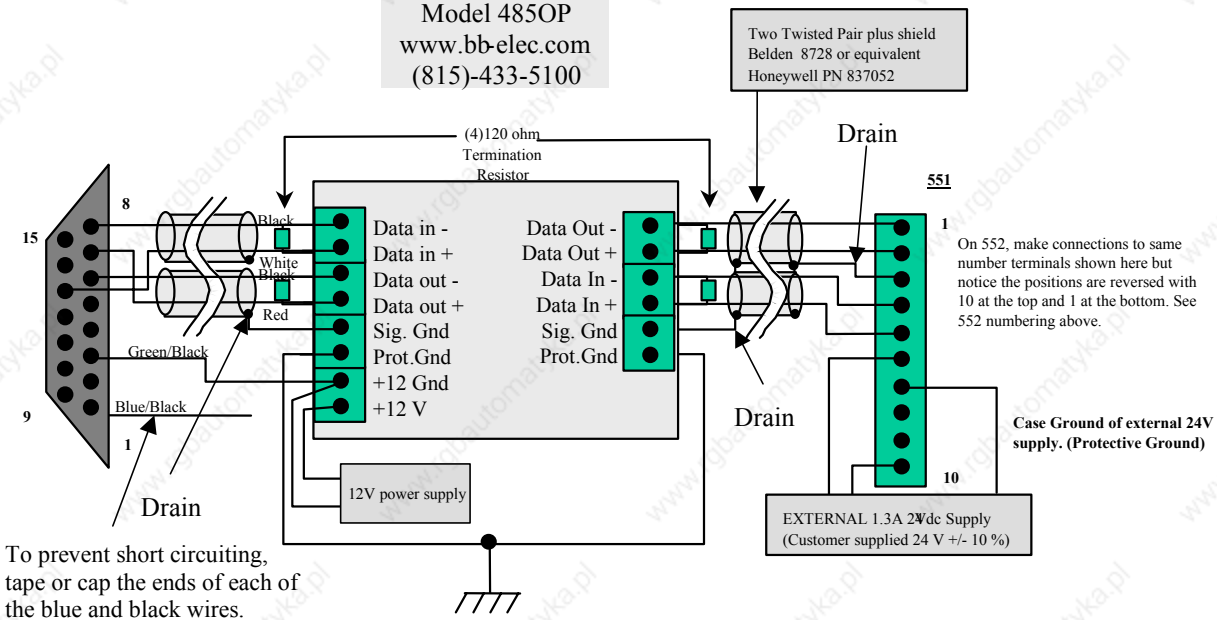 Model 485OP
www.bb-elec.com
(815)-433-5100
Two Twisted Pair plus shield
Belden 8728 or equivalent
Honeywell PN 837052
(4)120 ohm
Termination
Resistor
Drain
551
8
15
9
1
Black
White
Black
Red
Green/Black
Blue/Black
Data in -
Data in +
Data out -
Data out +
Sig. Gnd
Prot.Gnd
+12 Gnd
+12 V
Data Out -
Data Out +
Data In -
Data In +
Sig. Gnd
Prot.Gnd
1
10
On 552, make connections to same
number terminals shown here but
notice the positions are reversed with
10 at the top and 1 at the bottom. See
552 numbering above.
Case Ground of external 24V
supply. (Protective Ground)
Drain
Drain
12V power supply
EXTERNAL 1.3A 24Vdc Supply
(Customer supplied 24 V +/- 10 %)
To prevent short circuiting,
tape or cap the ends of each of
the blue and black wires.
www.rgbautomatyka.pl